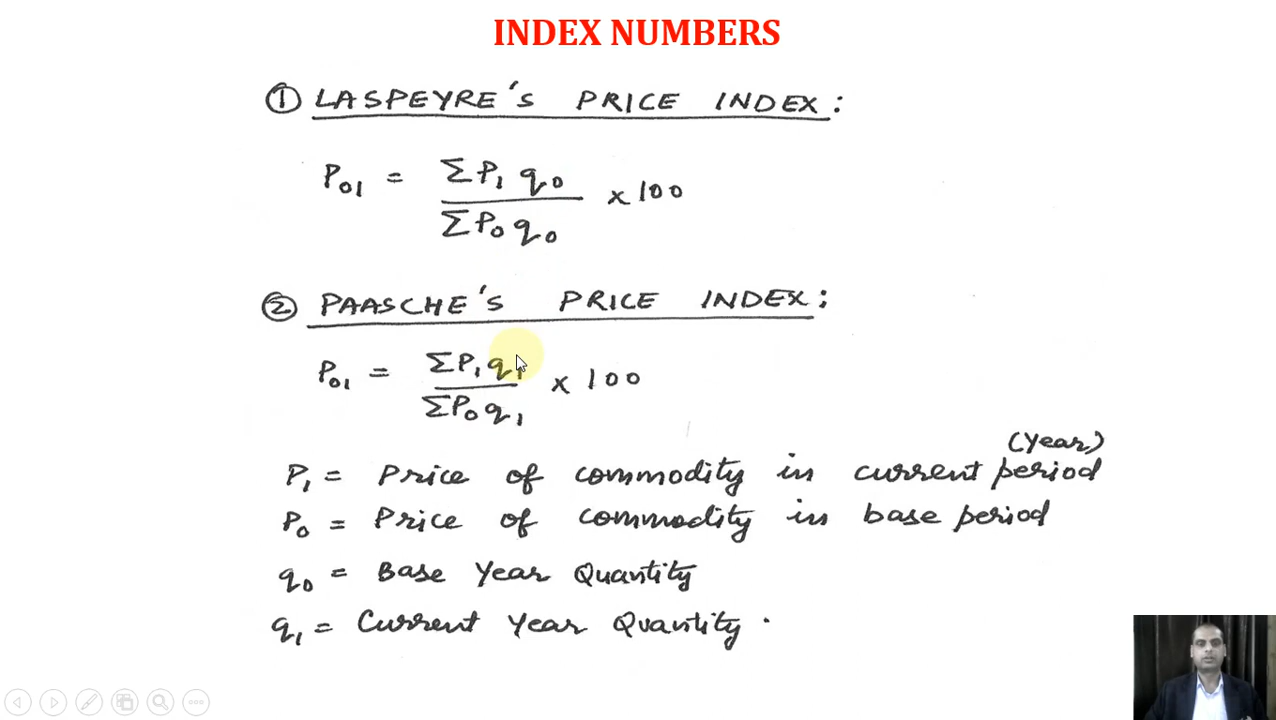 INDEX NUMBERS
① LASPEYRE's PRICE INDEX:
P₀₁ = ΣP₁q₀ / ΣP₀q₀ × 100
② PAASCHE's PRICE INDEX:
P₀₁ = ΣP₁q₁ / ΣP₀q₁ × 100
(Year)
P₁ = Price of commodity in current period
P₀ = Price of commodity in base period
q₀ = Base Year Quantity
q₁ = Current Year Quantity.